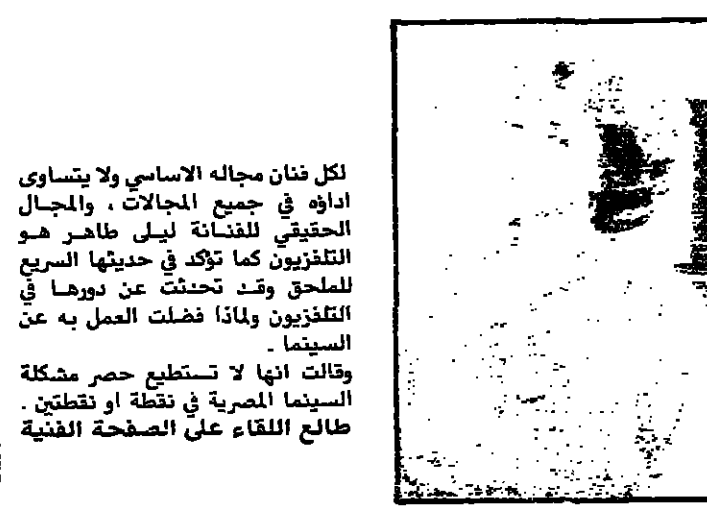 لكل فنان مجاله الاساسي ولا يتساوى
اداؤه في جميع المجالات ، والمجال
الحقيقي للفنانة ليلى طاهر هو
التلفزيون كما تؤكد في حديثها السريع
للملحق وقد تحدثت عن دورها في
التلفزيون ولماذا فضلت العمل به عن
السينما .
وقالت انها لا تستطيع حصر مشكلة
السينما المصرية في نقطة او نقطتين .
طالع اللقاء على الصفحة الفنية